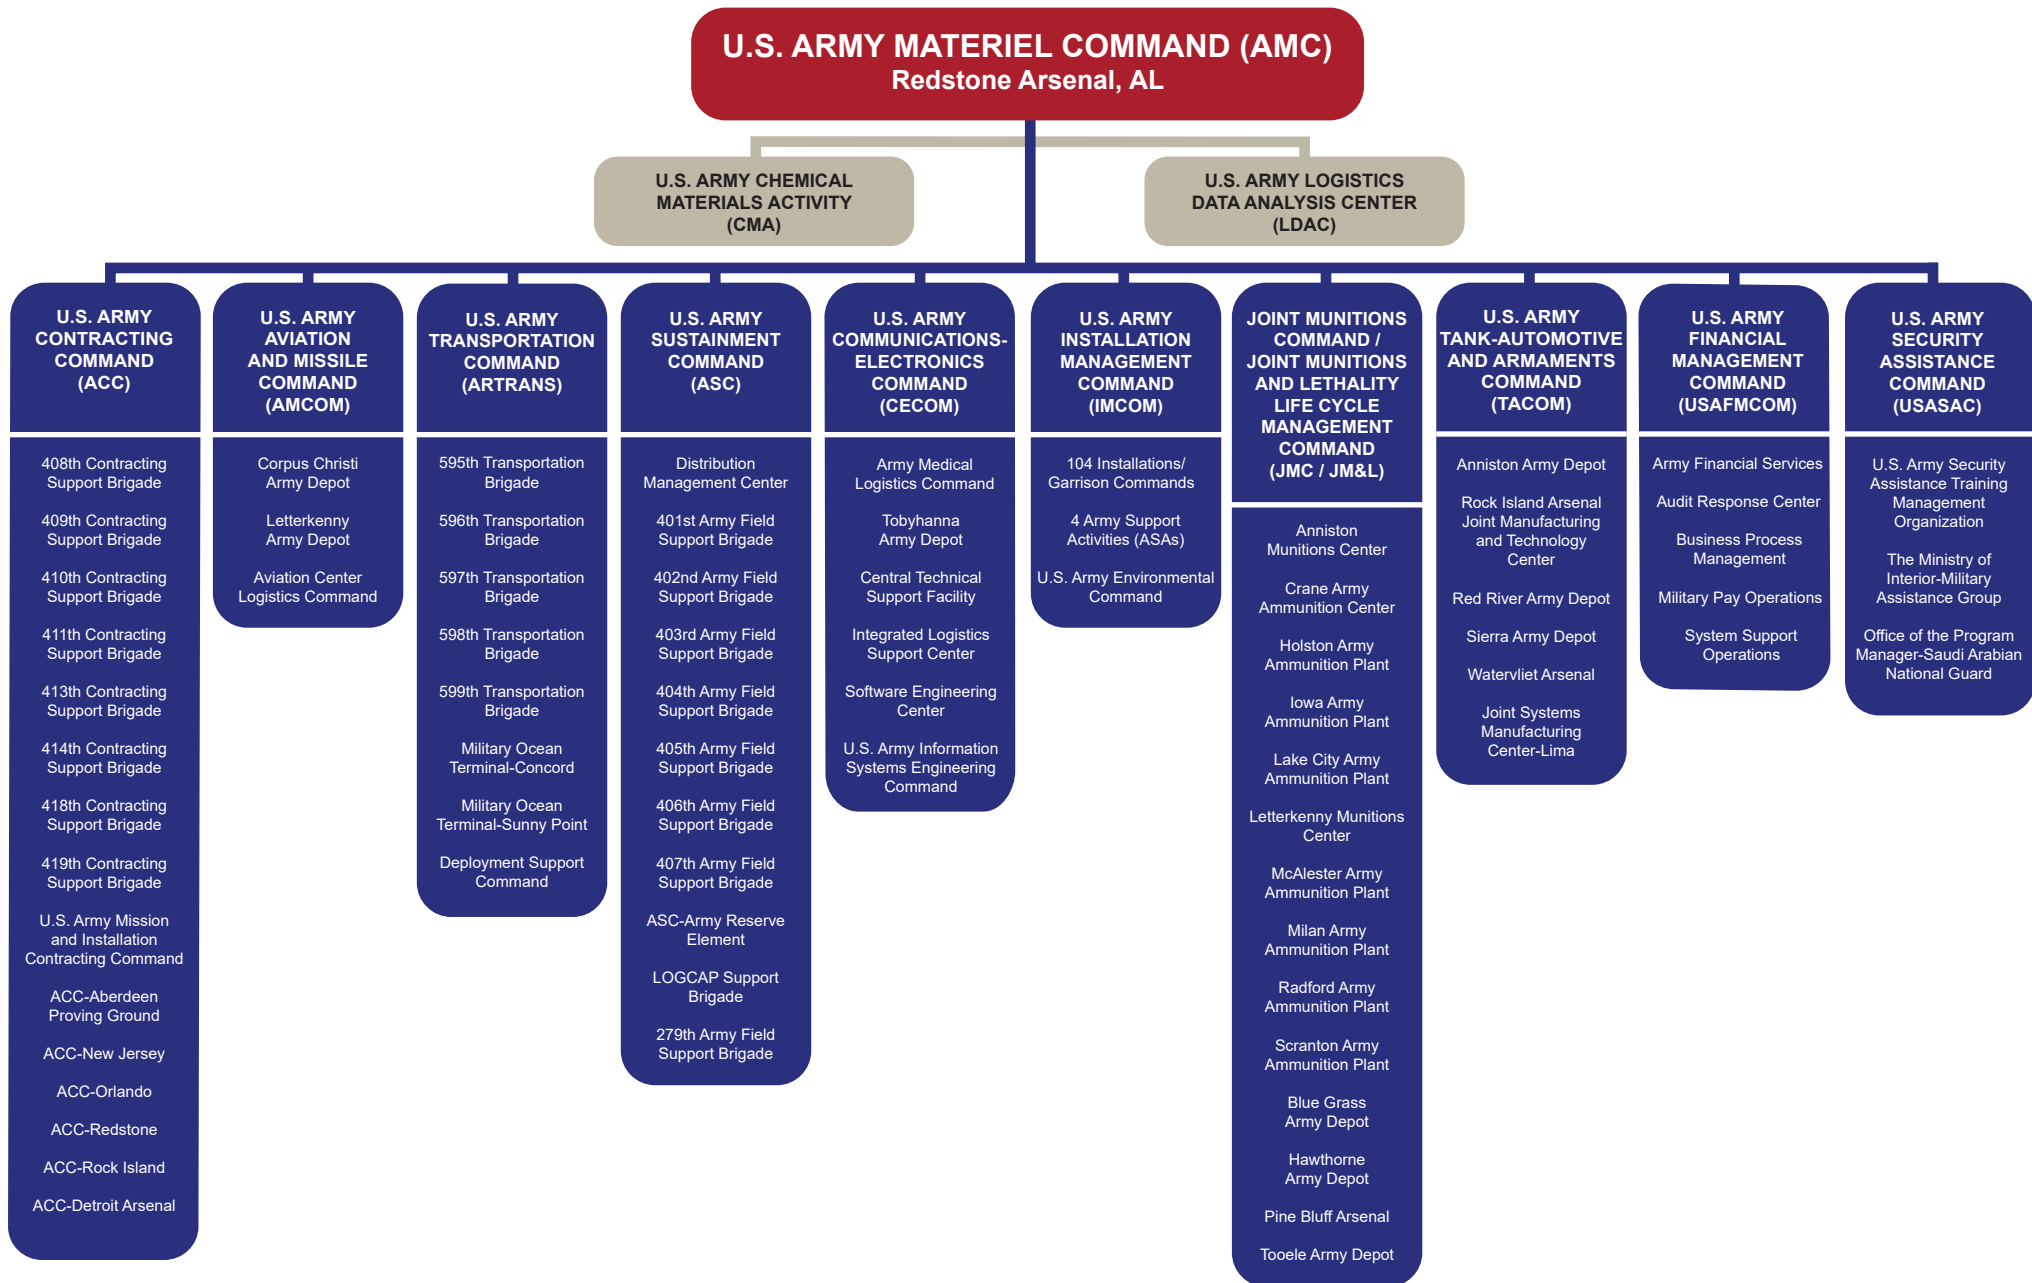 U.S. ARMY MATERIEL COMMAND (AMC)
Redstone Arsenal, AL
U.S. ARMY CHEMICAL
MATERIALS ACTIVITY
(CMA)
U.S. ARMY LOGISTICS
DATA ANALYSIS CENTER
(LDAC)
U.S. ARMY
CONTRACTING
COMMAND
(ACC)
408th Contracting
Support Brigade
409th Contracting
Support Brigade
410th Contracting
Support Brigade
411th Contracting
Support Brigade
413th Contracting
Support Brigade
414th Contracting
Support Brigade
418th Contracting
Support Brigade
419th Contracting
Support Brigade
U.S. Army Mission
and Installation
Contracting Command
ACC-Aberdeen
Proving Ground
ACC-New Jersey
ACC-Orlando
ACC-Redstone
ACC-Rock Island
ACC-Detroit Arsenal
U.S. ARMY
AVIATION
AND MISSILE
COMMAND
(AMCOM)
Corpus Christi
Army Depot
Letterkenny
Army Depot
Aviation Center
Logistics Command
U.S. ARMY
TRANSPORTATION
COMMAND
(ARTRANS)
595th Transportation
Brigade
596th Transportation
Brigade
597th Transportation
Brigade
598th Transportation
Brigade
599th Transportation
Brigade
Military Ocean
Terminal-Concord
Military Ocean
Terminal-Sunny Point
Deployment Support
Command
U.S. ARMY
SUSTAINMENT
COMMAND
(ASC)
Distribution
Management Center
401st Army Field
Support Brigade
402nd Army Field
Support Brigade
403rd Army Field
Support Brigade
404th Army Field
Support Brigade
405th Army Field
Support Brigade
406th Army Field
Support Brigade
407th Army Field
Support Brigade
ASC-Army Reserve
Element
LOGCAP Support
Brigade
279th Army Field
Support Brigade
U.S. ARMY
COMMUNICATIONS-
ELECTRONICS
COMMAND
(CECOM)
Army Medical
Logistics Command
Tobyhanna
Army Depot
Central Technical
Support Facility
Integrated Logistics
Support Center
Software Engineering
Center
U.S. Army Information
Systems Engineering
Command
U.S. ARMY
INSTALLATION
MANAGEMENT
COMMAND
(IMCOM)
104 Installations/
Garrison Commands
4 Army Support
Activities (ASAs)
U.S. Army Environmental
Command
JOINT MUNITIONS
COMMAND /
JOINT MUNITIONS
AND LETHALITY
LIFE CYCLE
MANAGEMENT
COMMAND
(JMC / JM&L)
Anniston
Munitions Center
Crane Army
Ammunition Center
Holston Army
Ammunition Plant
Iowa Army
Ammunition Plant
Lake City Army
Ammunition Plant
Letterkenny Munitions
Center
McAlester Army
Ammunition Plant
Milan Army
Ammunition Plant
Radford Army
Ammunition Plant
Scranton Army
Ammunition Plant
Blue Grass
Army Depot
Hawthorne
Army Depot
Pine Bluff Arsenal
Tooele Army Depot
U.S. ARMY
TANK-AUTOMOTIVE
AND ARMAMENTS
COMMAND
(TACOM)
Anniston Army Depot
Rock Island Arsenal
Joint Manufacturing
and Technology
Center
Red River Army Depot
Sierra Army Depot
Watervliet Arsenal
Joint Systems
Manufacturing
Center-Lima
U.S. ARMY
FINANCIAL
MANAGEMENT
COMMAND
(USAFMCOM)
Army Financial Services
Audit Response Center
Business Process
Management
Military Pay Operations
System Support
Operations
U.S. ARMY
SECURITY
ASSISTANCE
COMMAND
(USASAC)
U.S. Army Security
Assistance Training
Management
Organization
The Ministry of
Interior-Military
Assistance Group
Office of the Program
Manager-Saudi Arabian
National Guard